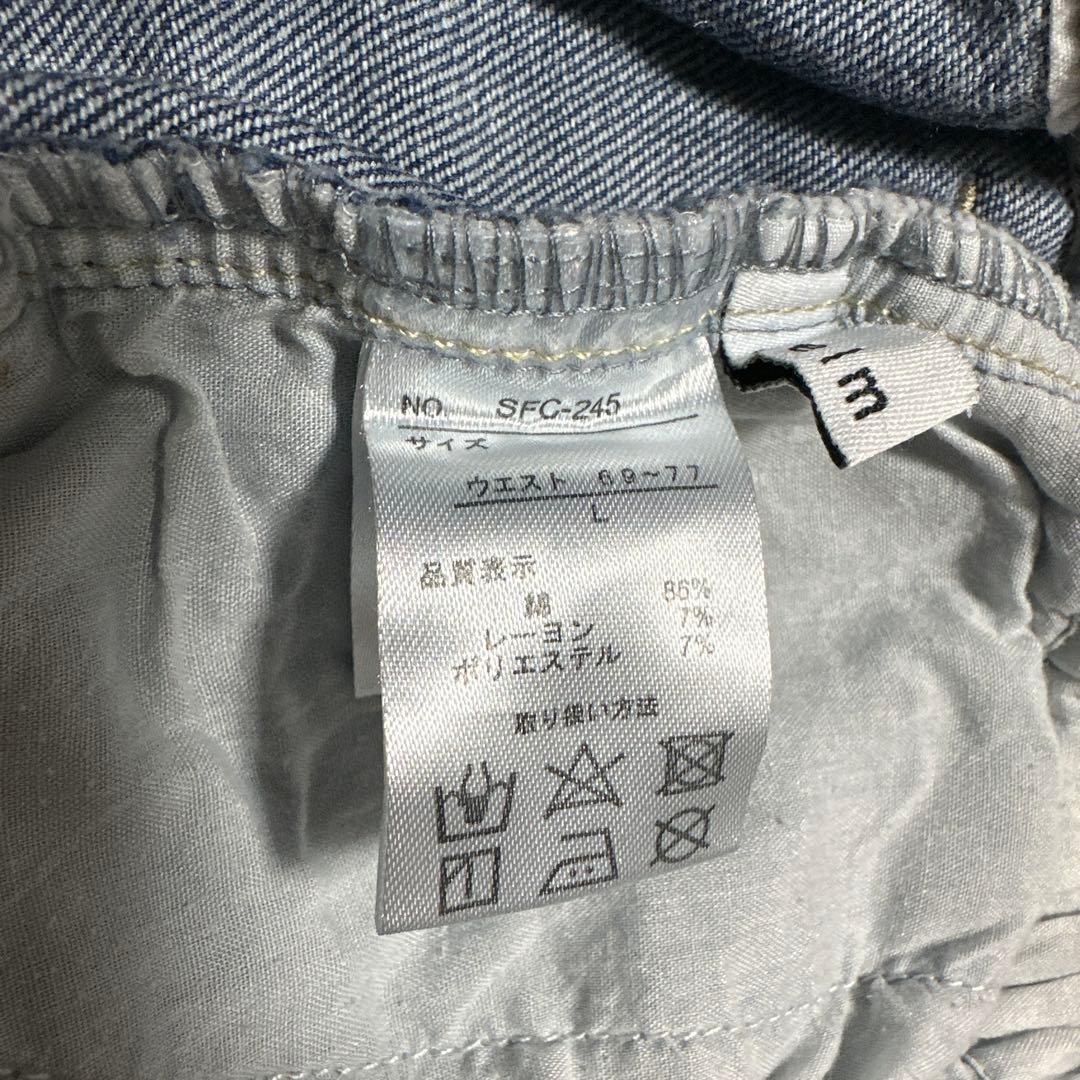 NO SFC-245
サイズ
ウエスト 69~77
L
品質表示
綿 86%
レーヨン 7%
ポリエステル 7%
取り扱い方法
elm